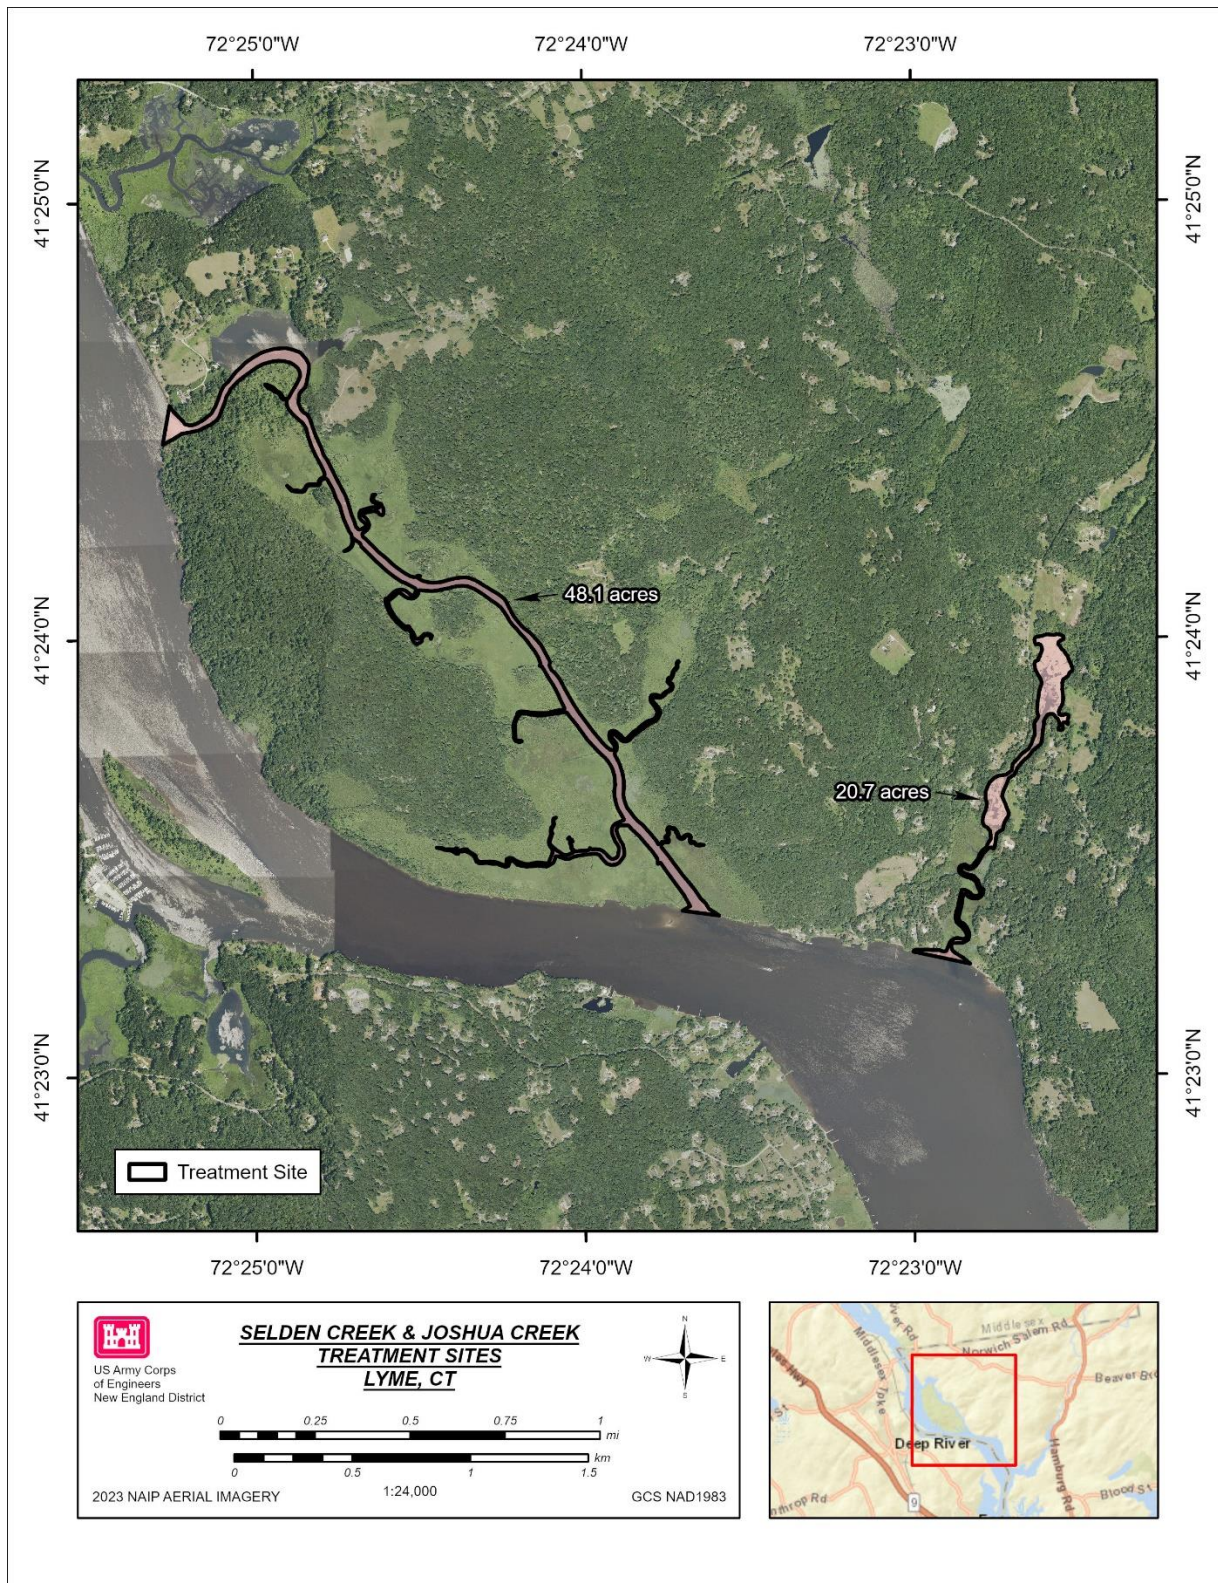 72°25'0"W
72°24'0"W
72°23'0"W
41°25'0"N
41°25'0"N
48.1 acres
41°24'0"N
41°24'0"N
20.7 acres
41°23'0"N
41°23'0"N
Treatment Site
72°25'0"W
72°24'0"W
72°23'0"W
US Army Corps
of Engineers
New England District
SELDEN CREEK & JOSHUA CREEK
TREATMENT SITES
LYME, CT
N
W
E
S
0 0.25 0.5 0.75 1
mi
km
0 0.5 1 1.5
2023 NAIP AERIAL IMAGERY
1:24,000
GCS NAD1983
Middlesex
Norwich-Salem Rd
Middlesex Tpke
Beaver Br
Deep River
Hamburg Rd
Blood St
9